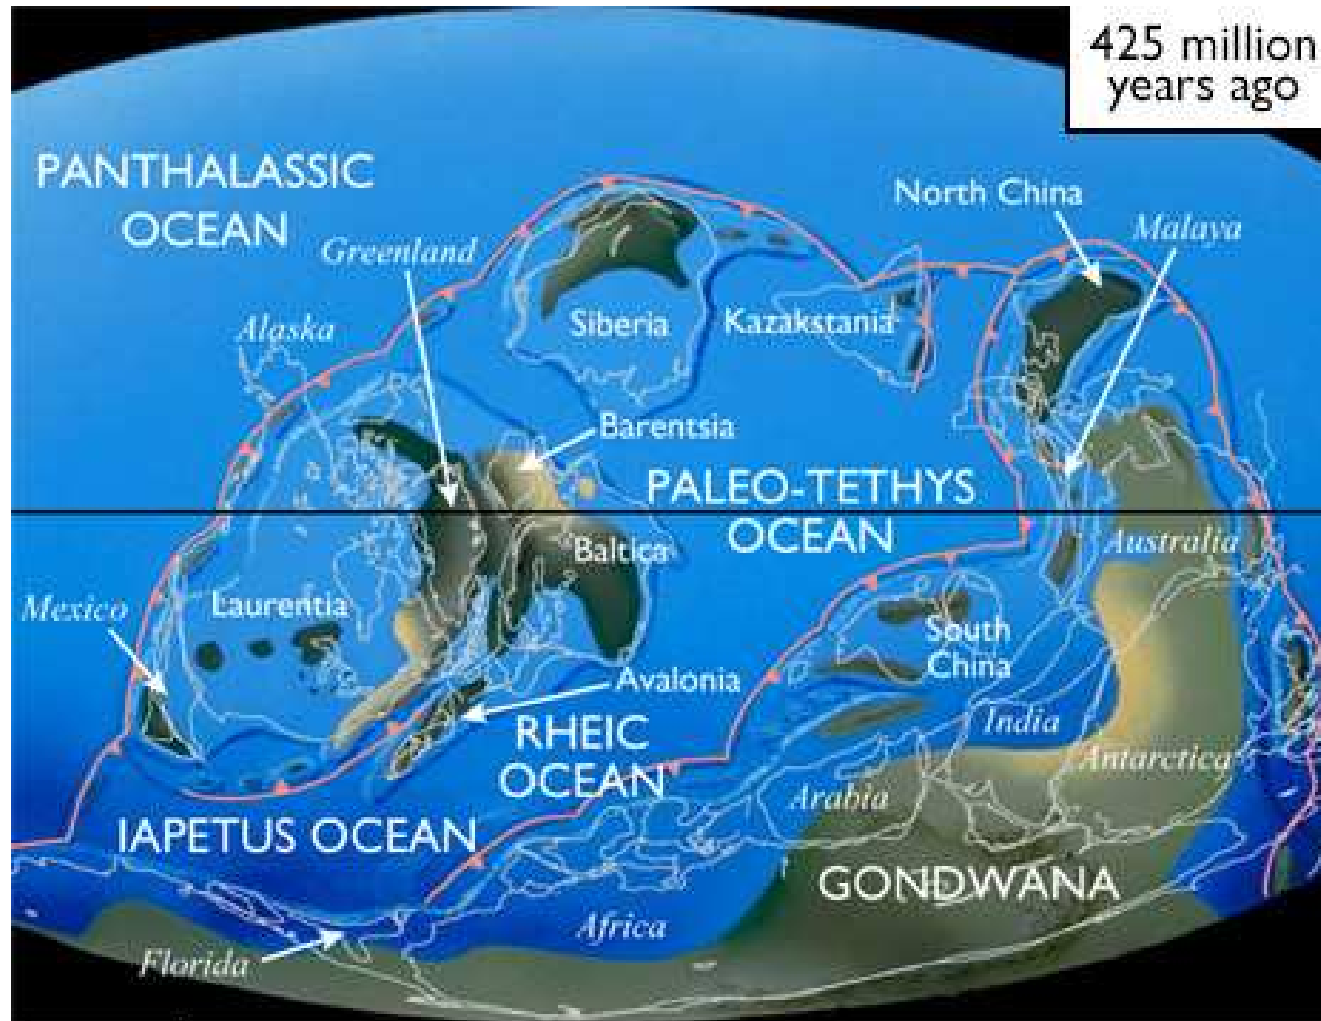 425 million
years ago
PANTHALASSIC
OCEAN
North China
Malaya
Greenland
Alaska
Siberia
Kazakstania
Barentsia
PALEO-TETHYS
OCEAN
Baltica
Australia
Mexico
Laurentia
South
China
Avalonia
India
RHEIC
OCEAN
Antarctica
Arabia
IAPETUS OCEAN
GONDWANA
Africa
Florida